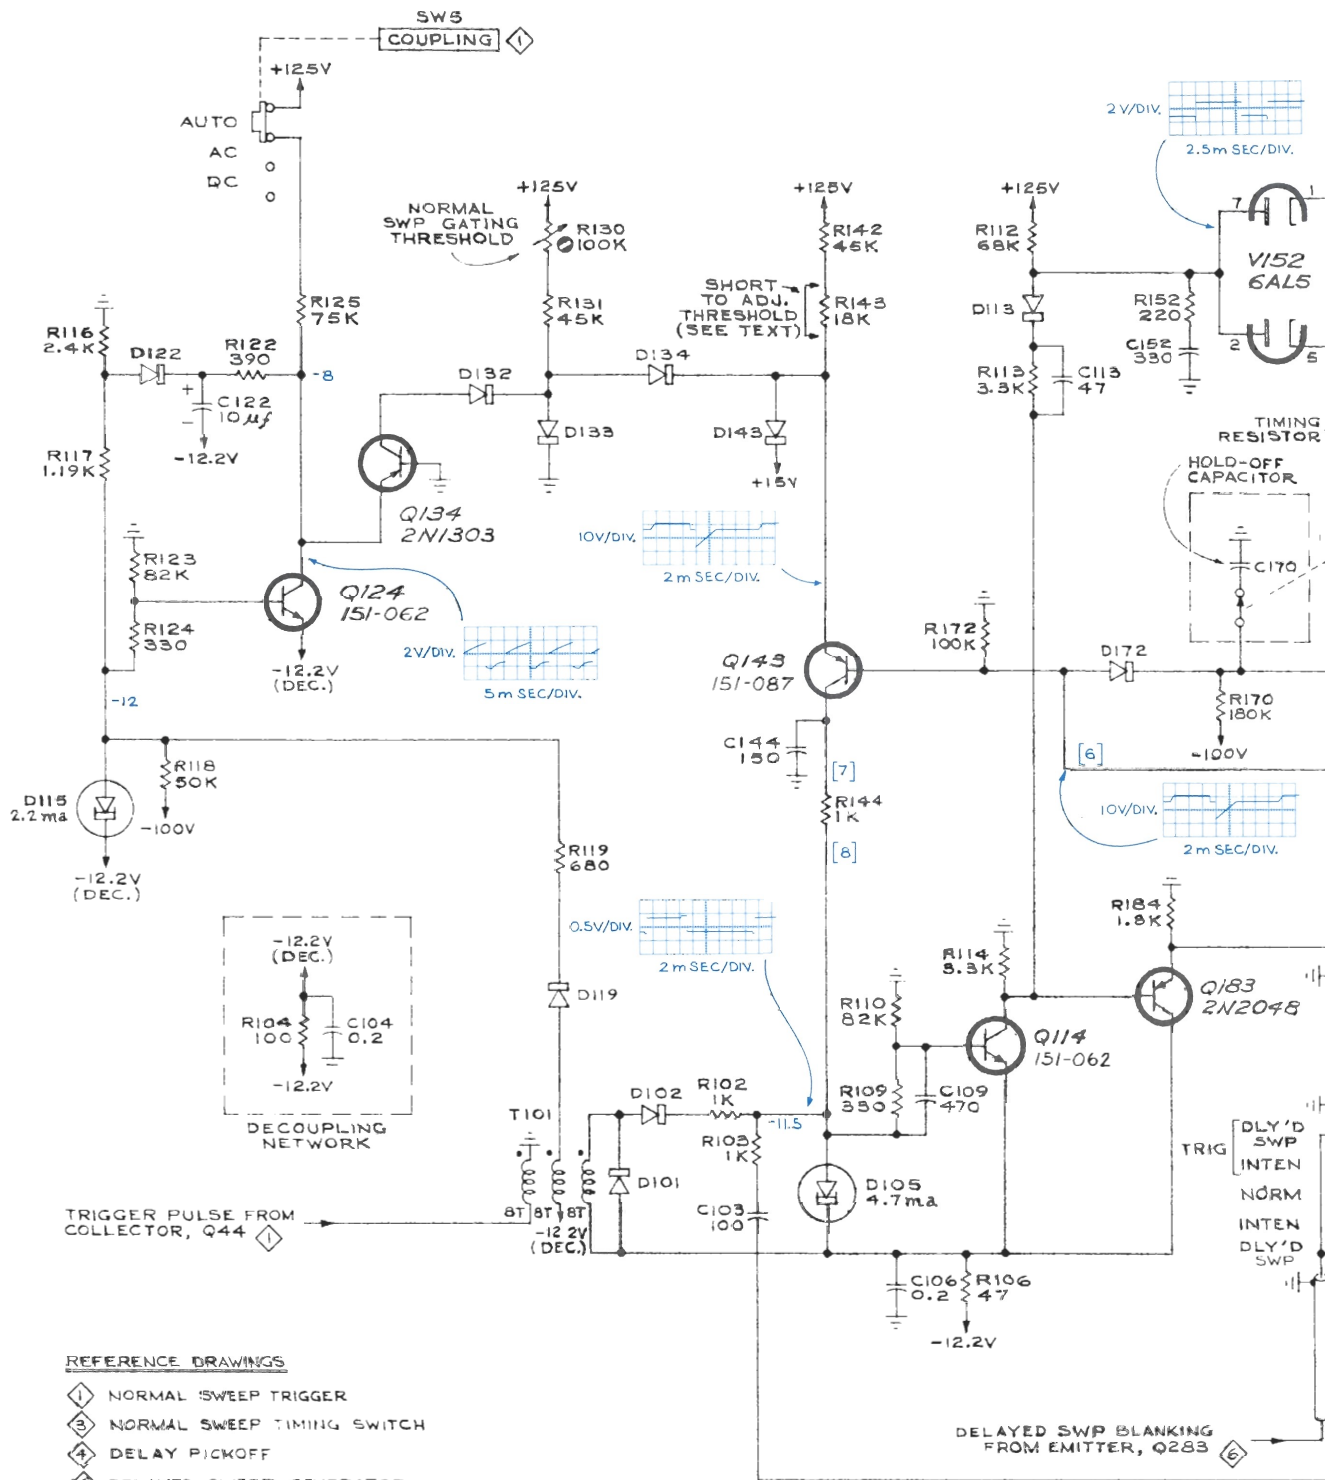 SW5
COUPLING
1
+125V
AUTO
AC
DC
2V/DIV.
2.5m SEC/DIV.
+125V
+125V
+125V
NORMAL
SWP GATING
THRESHOLD
R130
100K
R142
45K
R112
68K
7
1
V152
6AL5
SHORT
TO ADJ.
THRESHOLD
(SEE TEXT)
R125
75K
R131
45K
R143
18K
D113
R152
220
R116
2.4K
D122
R122
390
-8
D134
C152
330
2
5
D132
R113
3.3K
C113
47
+
C122
10µf
-
-12.2V
D133
D143
+15V
TIMING
RESISTOR
R117
1.19K
HOLD-OFF
CAPACITOR
Q134
2N1303
10V/DIV.
2m SEC/DIV.
C170
R123
82K
Q124
151-062
R124
330
2V/DIV.
5m SEC/DIV.
-12.2V
(DEC.)
R172
100K
Q143
151-087
D172
-12
R170
180K
-100V
C144
150
[7]
[6]
R118
50K
-100V
D115
2.2ma
-12.2V
(DEC.)
R144
1K
[8]
10V/DIV.
2m SEC/DIV.
R119
680
R184
1.8K
-12.2V
(DEC.)
0.5V/DIV.
2m SEC/DIV.
R114
3.3K
D119
Q183
2N2048
R104
100
C104
0.2
-12.2V
R110
82K
Q114
151-062
DECOUPLING
NETWORK
T101
D102
R102
1K
-11.5
R109
330
C109
470
R103
1K
D101
D105
4.7ma
TRIG
DLY'D
SWP
INTEN
NORM
INTEN
DLY'D
SWP
8T 8T 8T
-12.2V
(DEC.)
C103
100
TRIGGER PULSE FROM
COLLECTOR, Q44 1
C106
0.2
R106
47
-12.2V
REFERENCE DRAWINGS
1 NORMAL SWEEP TRIGGER
3 NORMAL SWEEP TIMING SWITCH
4 DELAY PICKOFF
DELAYED SWP BLANKING
FROM EMITTER, Q283 6